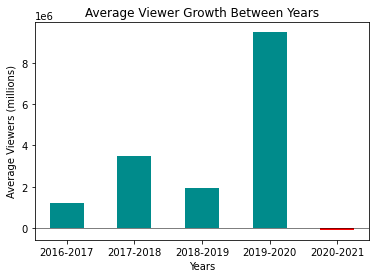 Average Viewer Growth Between Years
1e6
8
6
4
2
0
Average Viewers (millions)
2016-2017 2017-2018 2018-2019 2019-2020 2020-2021
Years